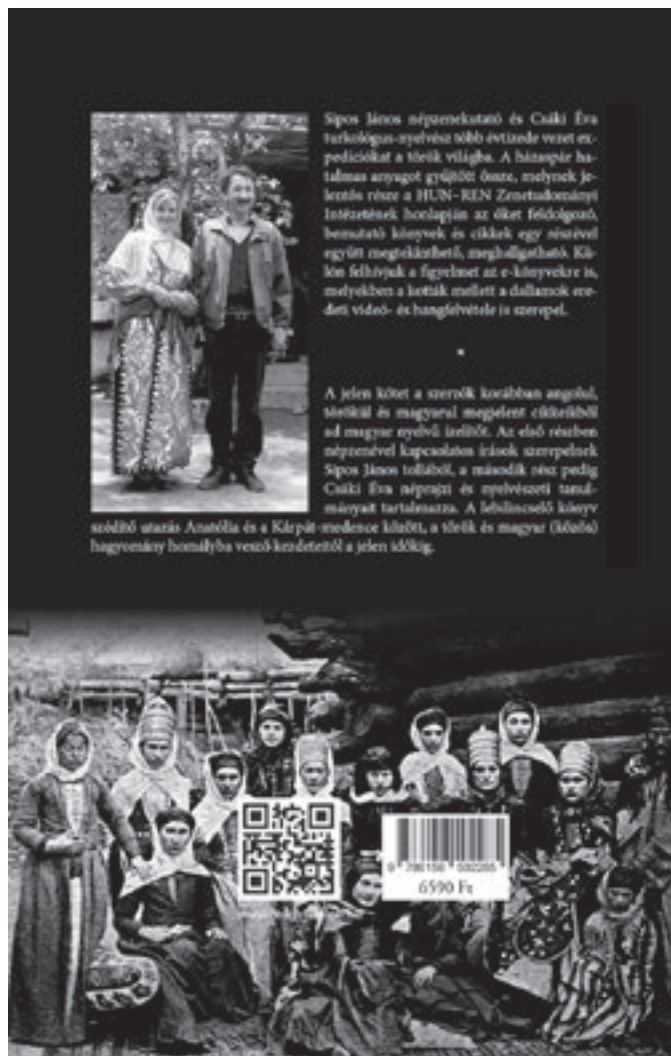 Sipos János népzenekutató és Csáki Éva
turkológus-nyelvész több évtizede vezet ex-
pedíciókat a török világba. A házaspár ha-
talmas anyagot gyűjtött össze, melynek je-
lentős része a HUN–REN Zenetudományi
Intézetének honlapján az őket feldolgozó,
bemutató könyvek és cikkek egy részével
együtt megtekinthető, meghallgatható. Kü-
lön felhívjuk a figyelmet az e-könyvekre is,
melyekben a kották mellett a dallamok ere-
deti videó- és hangfelvétele is szerepel.
*
A jelen kötet a szerzők korábban angolul,
törökül és magyarul megjelent cikkeikből
ad magyar nyelvű ízelítőt. Az első részben
népzenével kapcsolatos írások szerepelnek
Sipos János tollából, a második rész pedig
Csáki Éva néprajzi és nyelvészeti tanul-
mányait tartalmazza. A lebilincselő könyv
szédítő utazás Anatólia és a Kárpát-medence között, a török és magyar (közös)
hagyomány homályba vesző kezdeteitől a jelen időkig.
6590 Ft